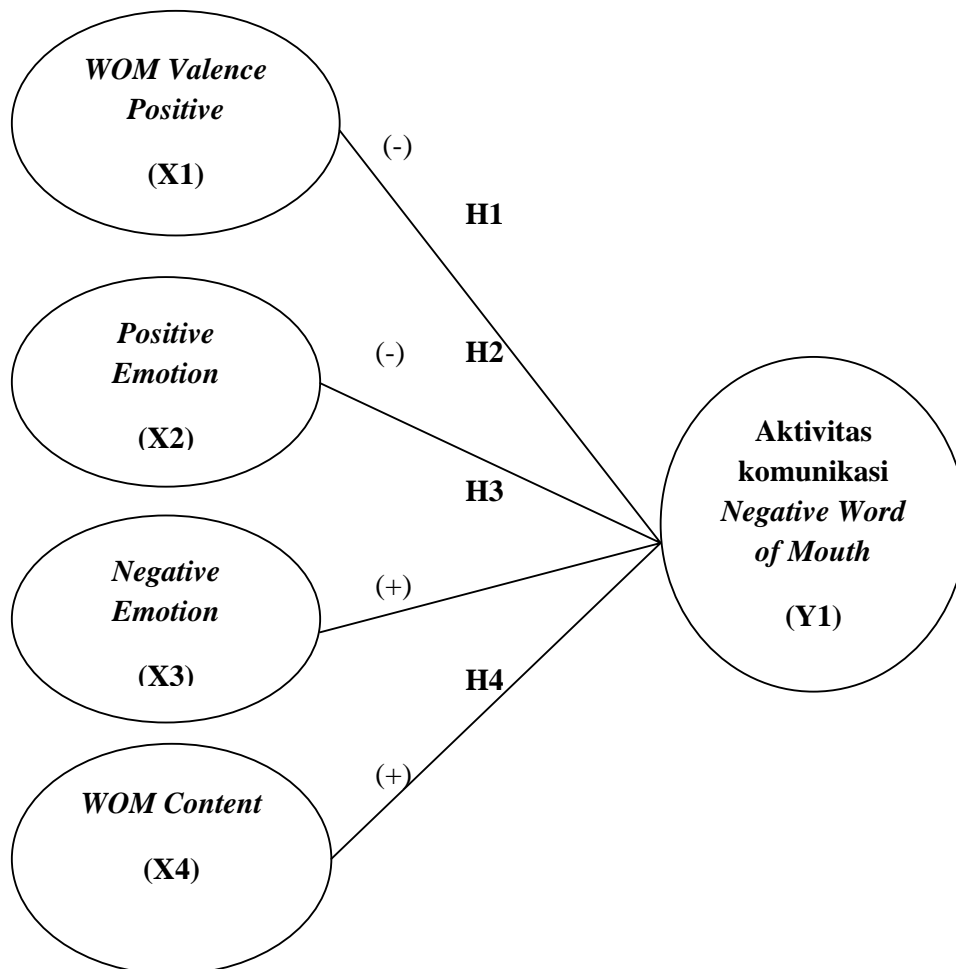 WOM Valence
Positive
(X1)
(-)
H1
Positive
Emotion
(X2)
(-)
H2
H3
Negative
Emotion
(X3)
(+)
H4
WOM Content
(X4)
(+)
Aktivitas
komunikasi
Negative Word
of Mouth
(Y1)